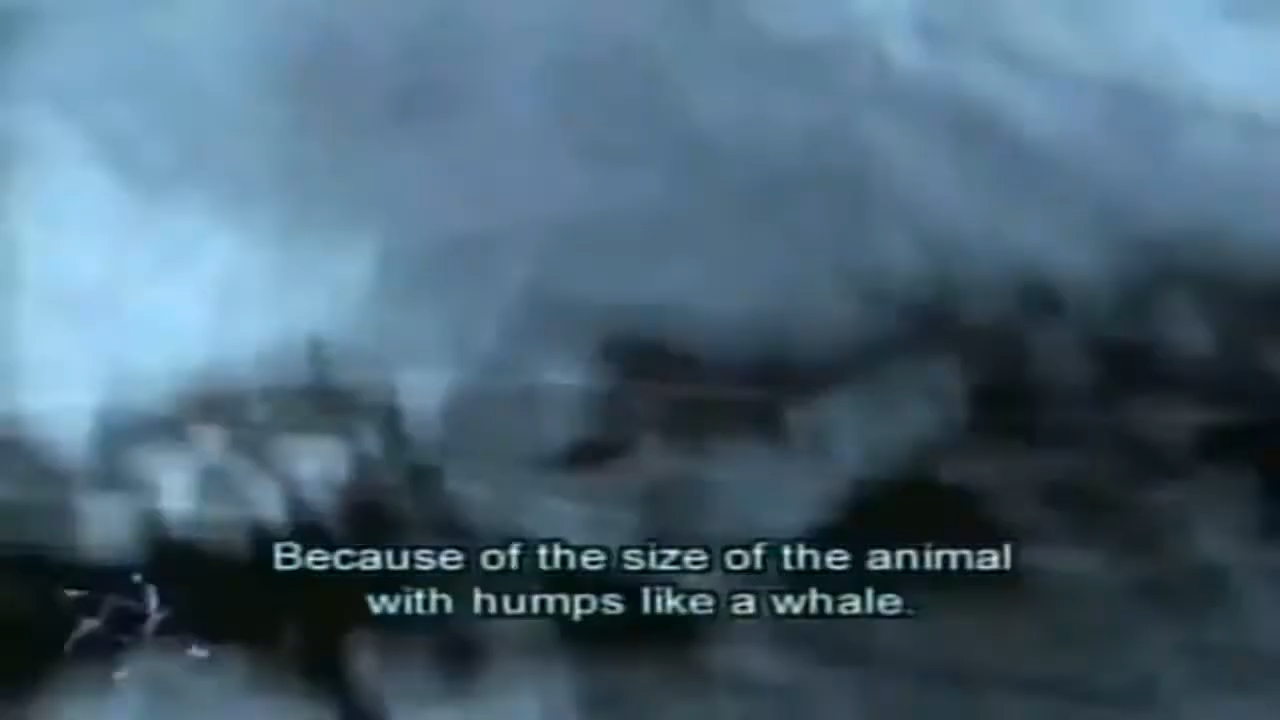 Because of the size of the animal
with humps like a whale.